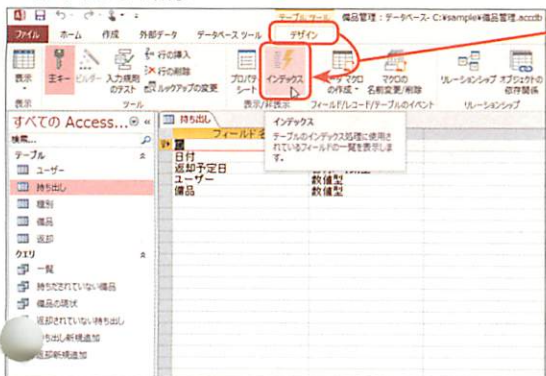 テーブル ツール 備品管理 : データベース- C:¥sample¥備品管理.accdb
ファイル ホーム 作成 外部データ データベース ツール デザイン
表示 主キー ビルダー 入力規則のテスト 行の挿入 行の削除 ルックアップの変更 プロパティシート インデックス の作成 マクロの名前変更/削除 リレーションシップ オブジェクトの依存関係
表示 ツール 表示/非表示 フィールド/レコード/テーブルのイベント リレーションシップ
すべての Access...
検索...
テーブル
ユーザー
持ち出し
種別
備品
返却
クエリ
一覧
持ちだされていない備品
備品の現状
返却されていない持ち出し
ち出し新規追加
返却新規追加
持ち出し
フィールド名
日付
返却予定日
ユーザー 数値型
備品 数値型
インデックス
テーブルのインデックス処理に使用さ
れているフィールドの一覧を表示しま
す。